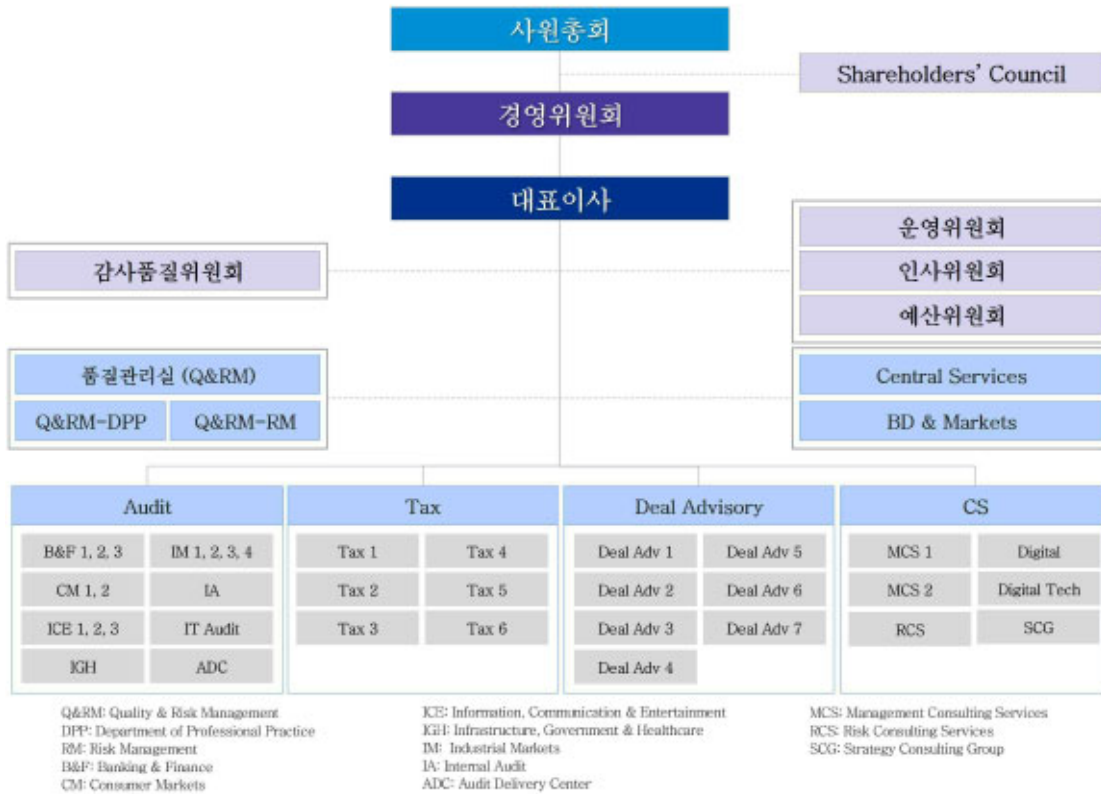 사원총회
Shareholders' Council
경영위원회
대표이사
운영위원회
감사품질위원회
인사위원회
예산위원회
품질관리실 (Q&RM)
Q&RM-DPP
Q&RM-RM
Central Services
BD & Markets
Audit
B&F 1, 2, 3
IM 1, 2, 3, 4
CM 1, 2
IA
ICE 1, 2, 3
IT Audit
IGH
ADC
Tax
Tax 1
Tax 4
Tax 2
Tax 5
Tax 3
Tax 6
Deal Advisory
Deal Adv 1
Deal Adv 5
Deal Adv 2
Deal Adv 6
Deal Adv 3
Deal Adv 7
Deal Adv 4
CS
MCS 1
Digital
MCS 2
Digital Tech
RCS
SCG
Q&RM: Quality & Risk Management
DPP: Department of Professional Practice
RM: Risk Management
B&F: Banking & Finance
CM: Consumer Markets
ICE: Information, Communication & Entertainment
IGH: Infrastructure, Government & Healthcare
IM: Industrial Markets
IA: Internal Audit
ADC: Audit Delivery Center
MCS: Management Consulting Services
RCS: Risk Consulting Services
SCG: Strategy Consulting Group